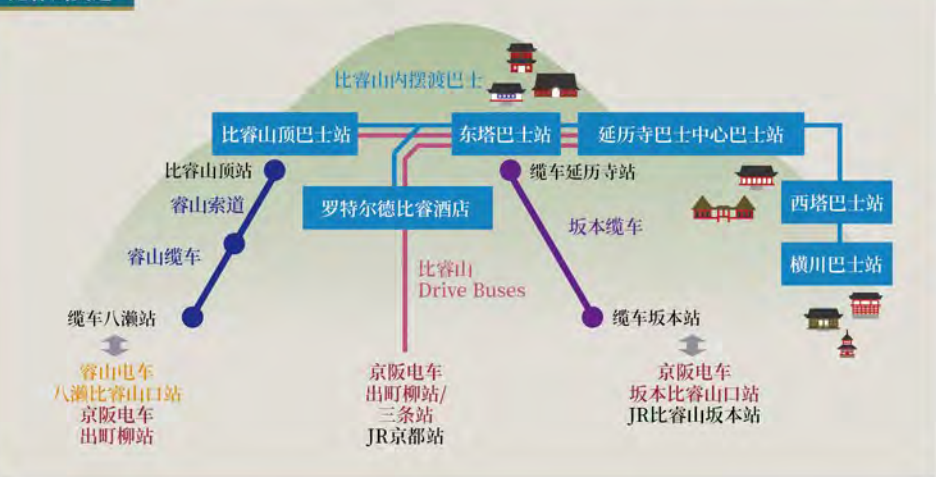 比睿山内摆渡巴士
比睿山顶巴士站
东塔巴士站
延历寺巴士中心巴士站
比睿山顶站
缆车延历寺站
睿山索道
罗特尔德比睿酒店
西塔巴士站
坂本缆车
睿山缆车
比睿山
Drive Buses
横川巴士站
缆车八濑站
缆车坂本站
睿山电车
八濑比睿山口站
京阪电车
出町柳站
京阪电车
出町柳站/
三条站
JR京都站
京阪电车
坂本比睿山口站
JR比睿山坂本站